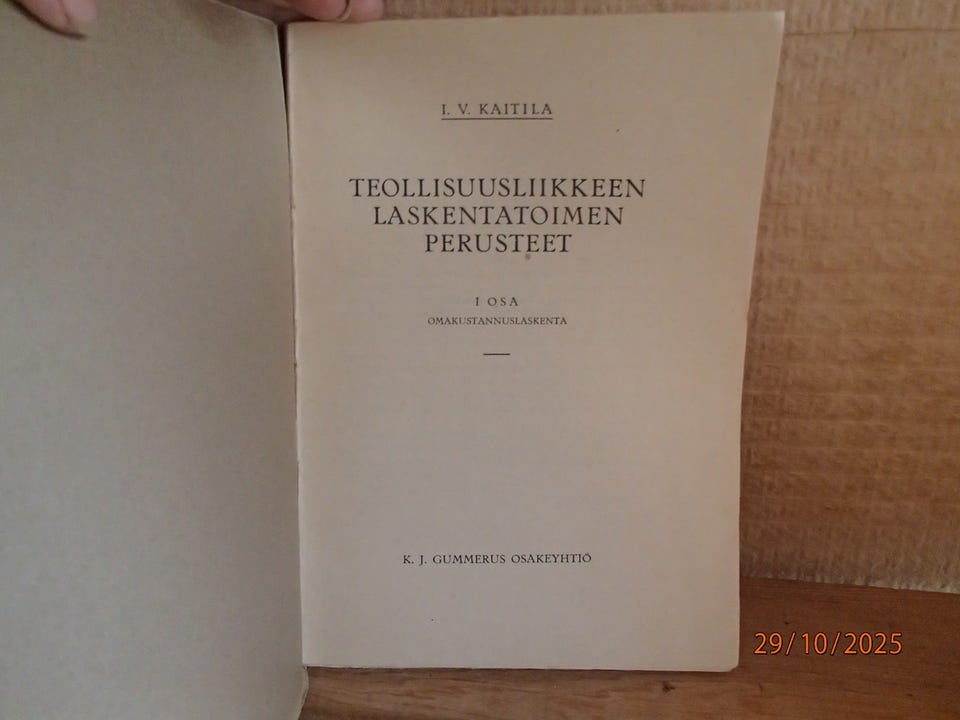 I. V. KAITILA
TEOLLISUUSLIIKKEEN
LASKENTATOIMEN
PERUSTEET
I OSA
OMAKUSTANNUSLASKENTA
K. J. GUMMERUS OSAKEYHTIÖ
29/10/2025